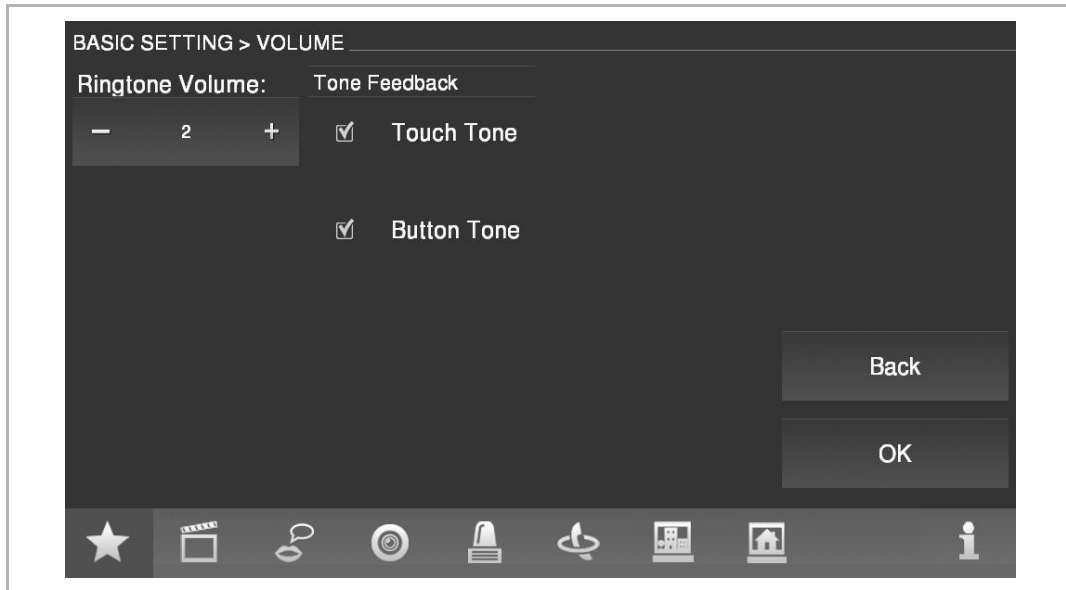 BASIC SETTING > VOLUME
Ringtone Volume:
Tone Feedback
− 2 +
Touch Tone
Button Tone
Back
OK